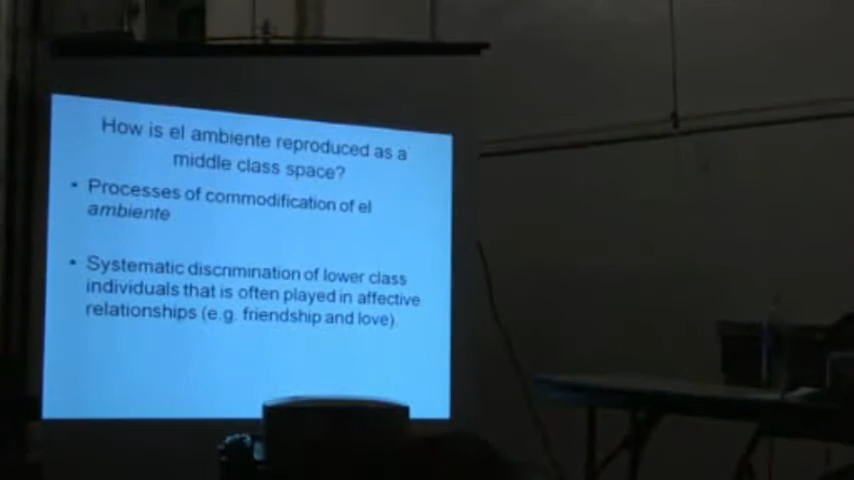 How is el ambiente reproduced as a
middle class space?
• Processes of commodification of el
ambiente
• Systematic discrimination of lower class
individuals that is often played in affective
relationships (e.g. friendship and love)